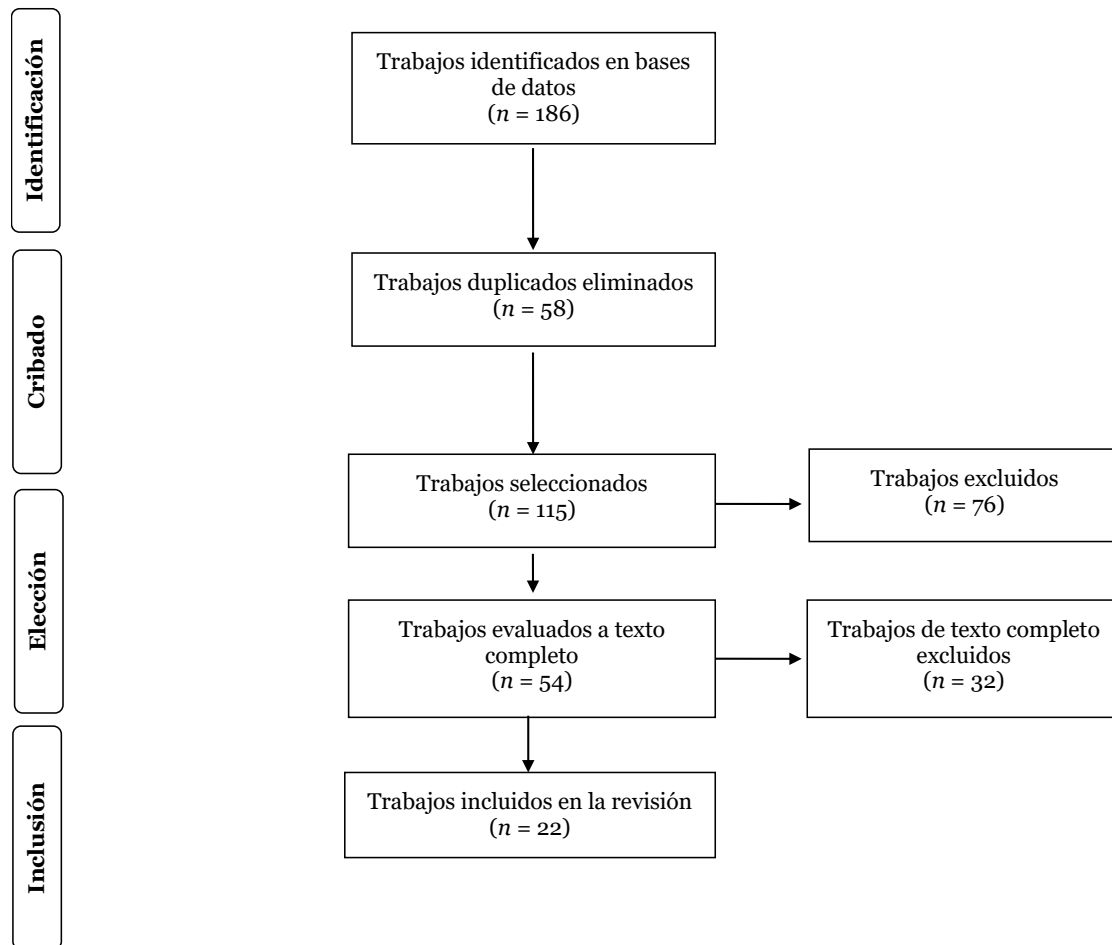 Identificación
Trabajos identificados en bases
de datos
(n = 186)
Cribado
Trabajos duplicados eliminados
(n = 58)
Trabajos seleccionados
(n = 115)
Trabajos excluidos
(n = 76)
Elección
Trabajos evaluados a texto
completo
(n = 54)
Trabajos de texto completo
excluidos
(n = 32)
Inclusión
Trabajos incluidos en la revisión
(n = 22)